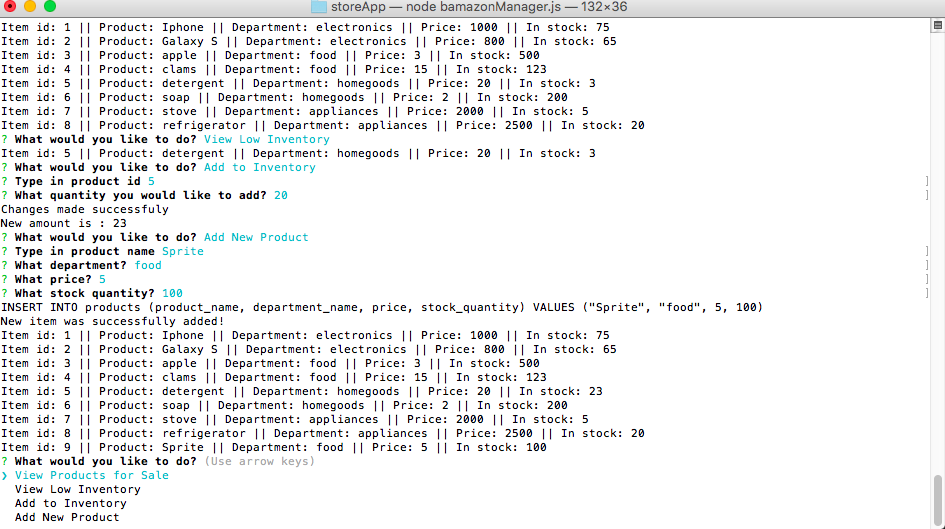 storeApp — node bamazonManager.js — 132×36
Item id: 1 || Product: Iphone || Department: electronics || Price: 1000 || In stock: 75
Item id: 2 || Product: Galaxy S || Department: electronics || Price: 800 || In stock: 65
Item id: 3 || Product: apple || Department: food || Price: 3 || In stock: 500
Item id: 4 || Product: clams || Department: food || Price: 15 || In stock: 123
Item id: 5 || Product: detergent || Department: homegoods || Price: 20 || In stock: 3
Item id: 6 || Product: soap || Department: homegoods || Price: 2 || In stock: 200
Item id: 7 || Product: stove || Department: appliances || Price: 2000 || In stock: 5
Item id: 8 || Product: refrigerator || Department: appliances || Price: 2500 || In stock: 20
? What would you like to do? View Low Inventory
Item id: 5 || Product: detergent || Department: homegoods || Price: 20 || In stock: 3
? What would you like to do? Add to Inventory
? Type in product id 5 ]
? What quantity you would like to add? 20 ]
Changes made successfuly
New amount is : 23
? What would you like to do? Add New Product
? Type in product name Sprite ]
? What department? food ]
? What price? 5 ]
? What stock quantity? 100 ]
INSERT INTO products (product_name, department_name, price, stock_quantity) VALUES ("Sprite", "food", 5, 100)
New item was successfully added!
Item id: 1 || Product: Iphone || Department: electronics || Price: 1000 || In stock: 75
Item id: 2 || Product: Galaxy S || Department: electronics || Price: 800 || In stock: 65
Item id: 3 || Product: apple || Department: food || Price: 3 || In stock: 500
Item id: 4 || Product: clams || Department: food || Price: 15 || In stock: 123
Item id: 5 || Product: detergent || Department: homegoods || Price: 20 || In stock: 23
Item id: 6 || Product: soap || Department: homegoods || Price: 2 || In stock: 200
Item id: 7 || Product: stove || Department: appliances || Price: 2000 || In stock: 5
Item id: 8 || Product: refrigerator || Department: appliances || Price: 2500 || In stock: 20
Item id: 9 || Product: Sprite || Department: food || Price: 5 || In stock: 100
? What would you like to do? (Use arrow keys)
❯ View Products for Sale
View Low Inventory
Add to Inventory
Add New Product